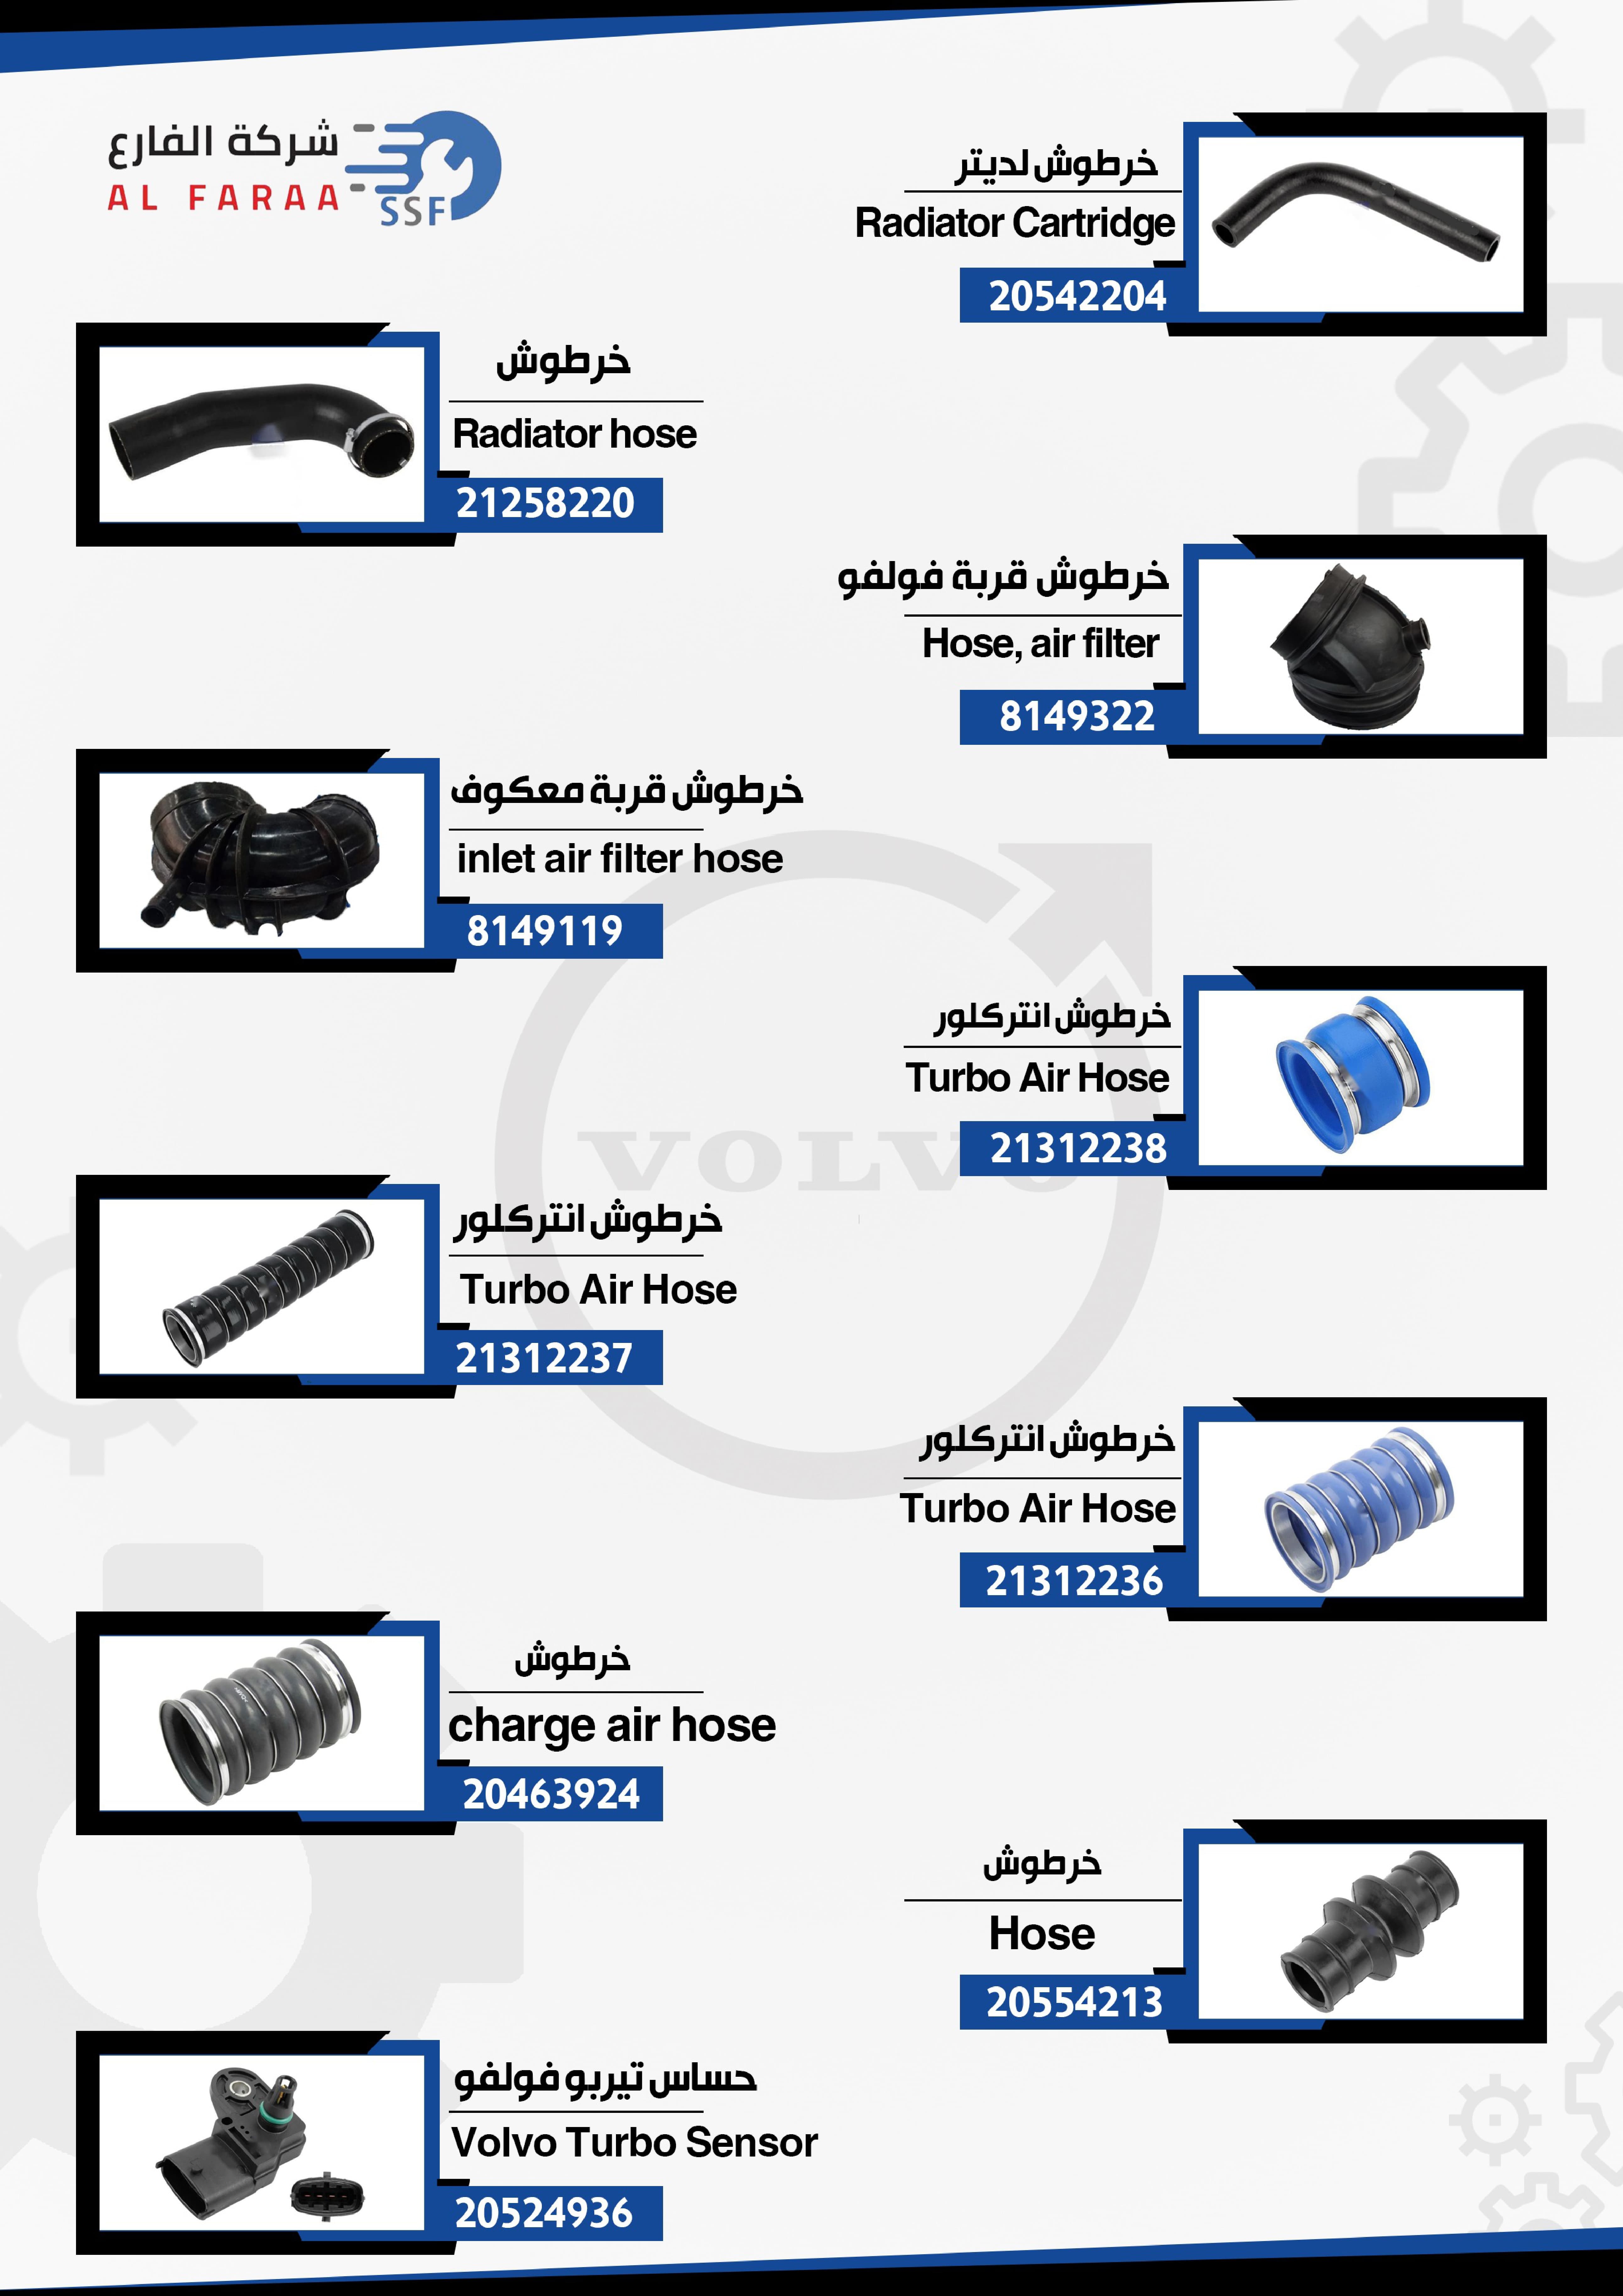 شركة الفارع
AL FARAA
SSF
خرطوش لديتر
Radiator Cartridge
20542204
خرطوش
Radiator hose
21258220
خرطوش قربة فولفو
Hose, air filter
8149322
خرطوش قربة معكوف
inlet air filter hose
8149119
خرطوش انتركلور
Turbo Air Hose
21312238
VOLVO
خرطوش انتركلور
Turbo Air Hose
21312237
خرطوش انتركلور
Turbo Air Hose
21312236
خرطوش
charge air hose
20463924
خرطوش
Hose
20554213
حساس تيربو فولفو
Volvo Turbo Sensor
20524936